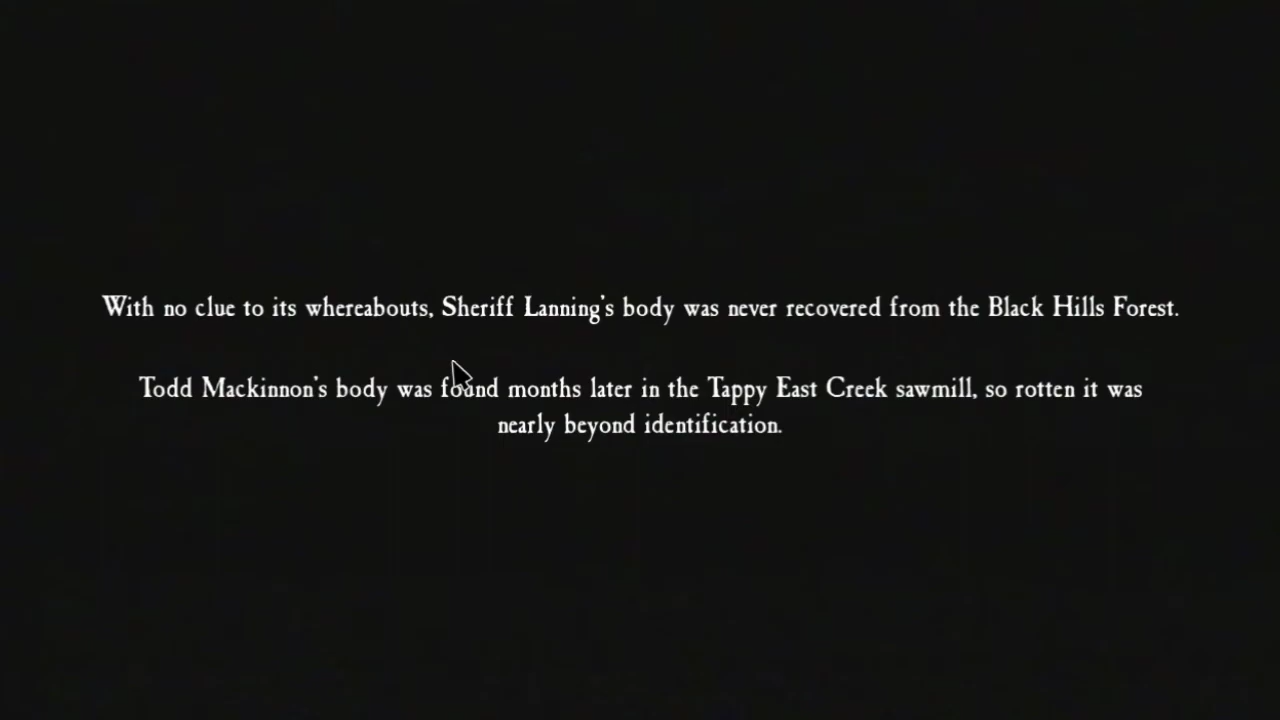 With no clue to its whereabouts, Sheriff Lanning's body was never recovered from the Black Hills Forest.
Todd Mackinnon's body was found months later in the Tappy East Creek sawmill, so rotten it was
nearly beyond identification.